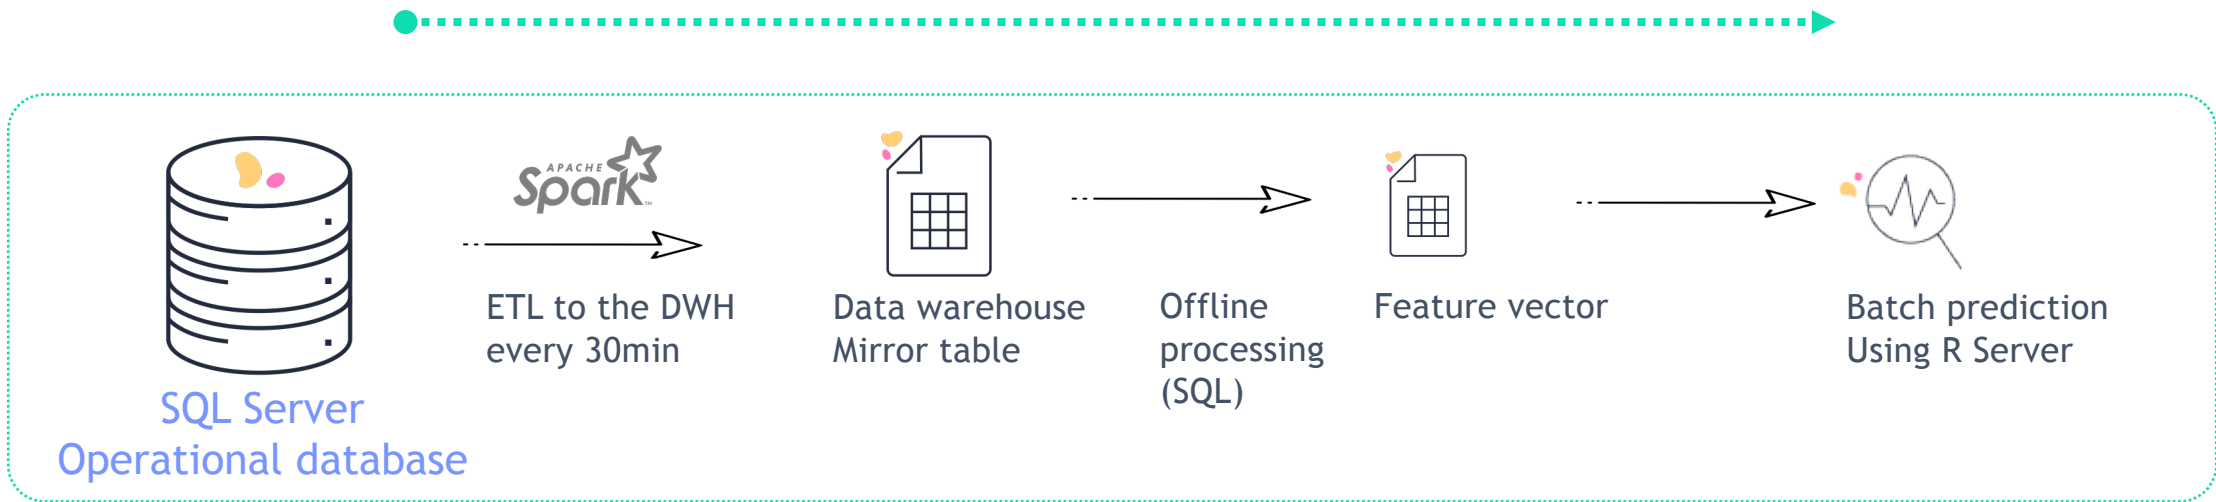 APACHE
Spark™
ETL to the DWH
every 30min
Data warehouse
Mirror table
Offline
processing
(SQL)
Feature vector
Batch prediction
Using R Server
SQL Server
Operational database